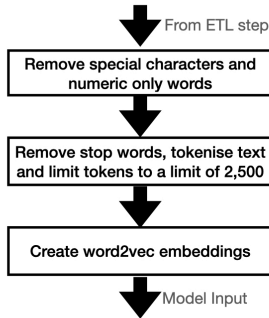 From ETL step
Remove special characters and
numeric only words
Remove stop words, tokenise text
and limit tokens to a limit of 2,500
Create word2vec embeddings
Model Input